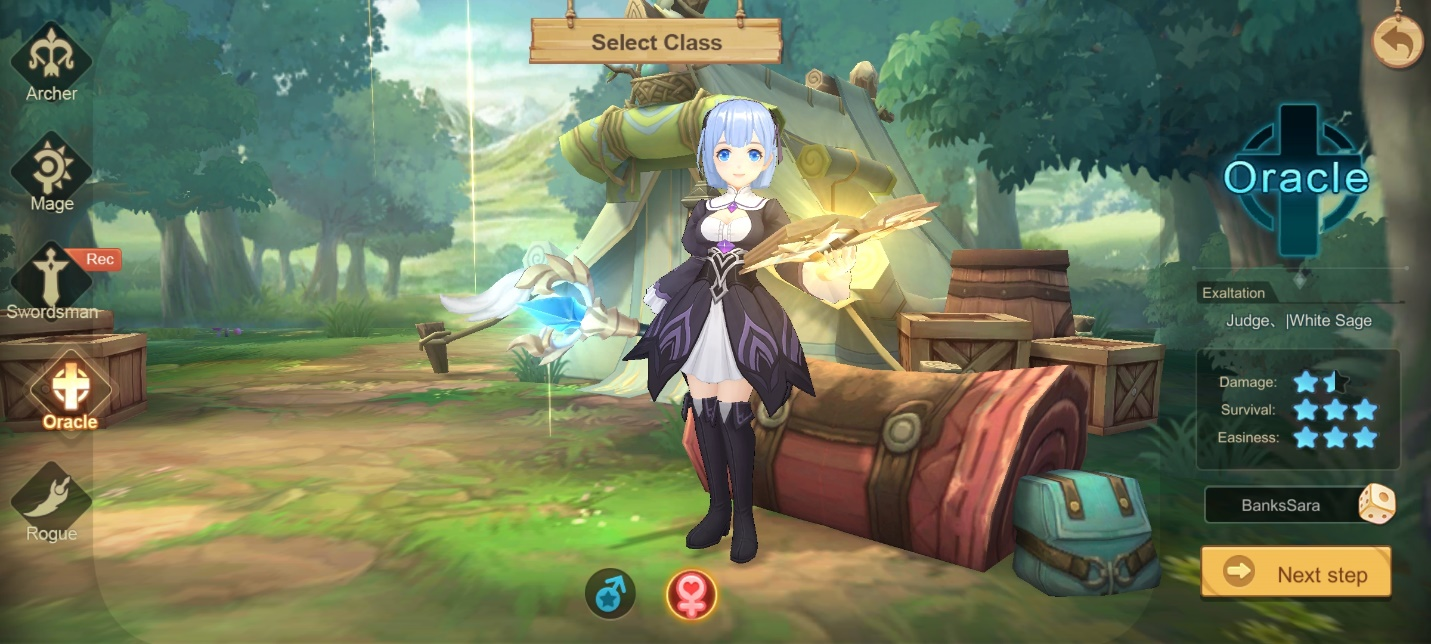 Select Class
Archer
Mage
Rec
Swordsman
Oracle
Rogue
Oracle
Exaltation
Judge、|White Sage
Damage:
Survival:
Easiness:
BanksSara
Next step